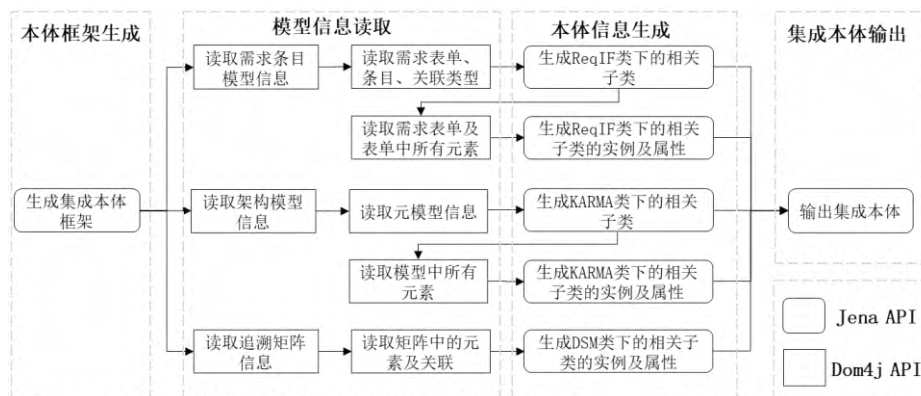 本体框架生成
模型信息读取
本体信息生成
集成本体输出
读取需求条目
模型信息
读取需求表单、
条目、关联类型
生成ReqIF类下的相关
子类
读取需求表单及
表单中所有元素
生成ReqIF类下的相关
子类的实例及属性
生成集成本体
框架
读取架构模型
信息
读取元模型信息
生成KARMA类下的相关
子类
输出集成本体
读取模型中所有
元素
生成KARMA类下的相关
子类的实例及属性
读取追溯矩阵
信息
读取矩阵中的元
素及关联
生成DSM类下的相关子
类的实例及属性
Jena API
Dom4j API